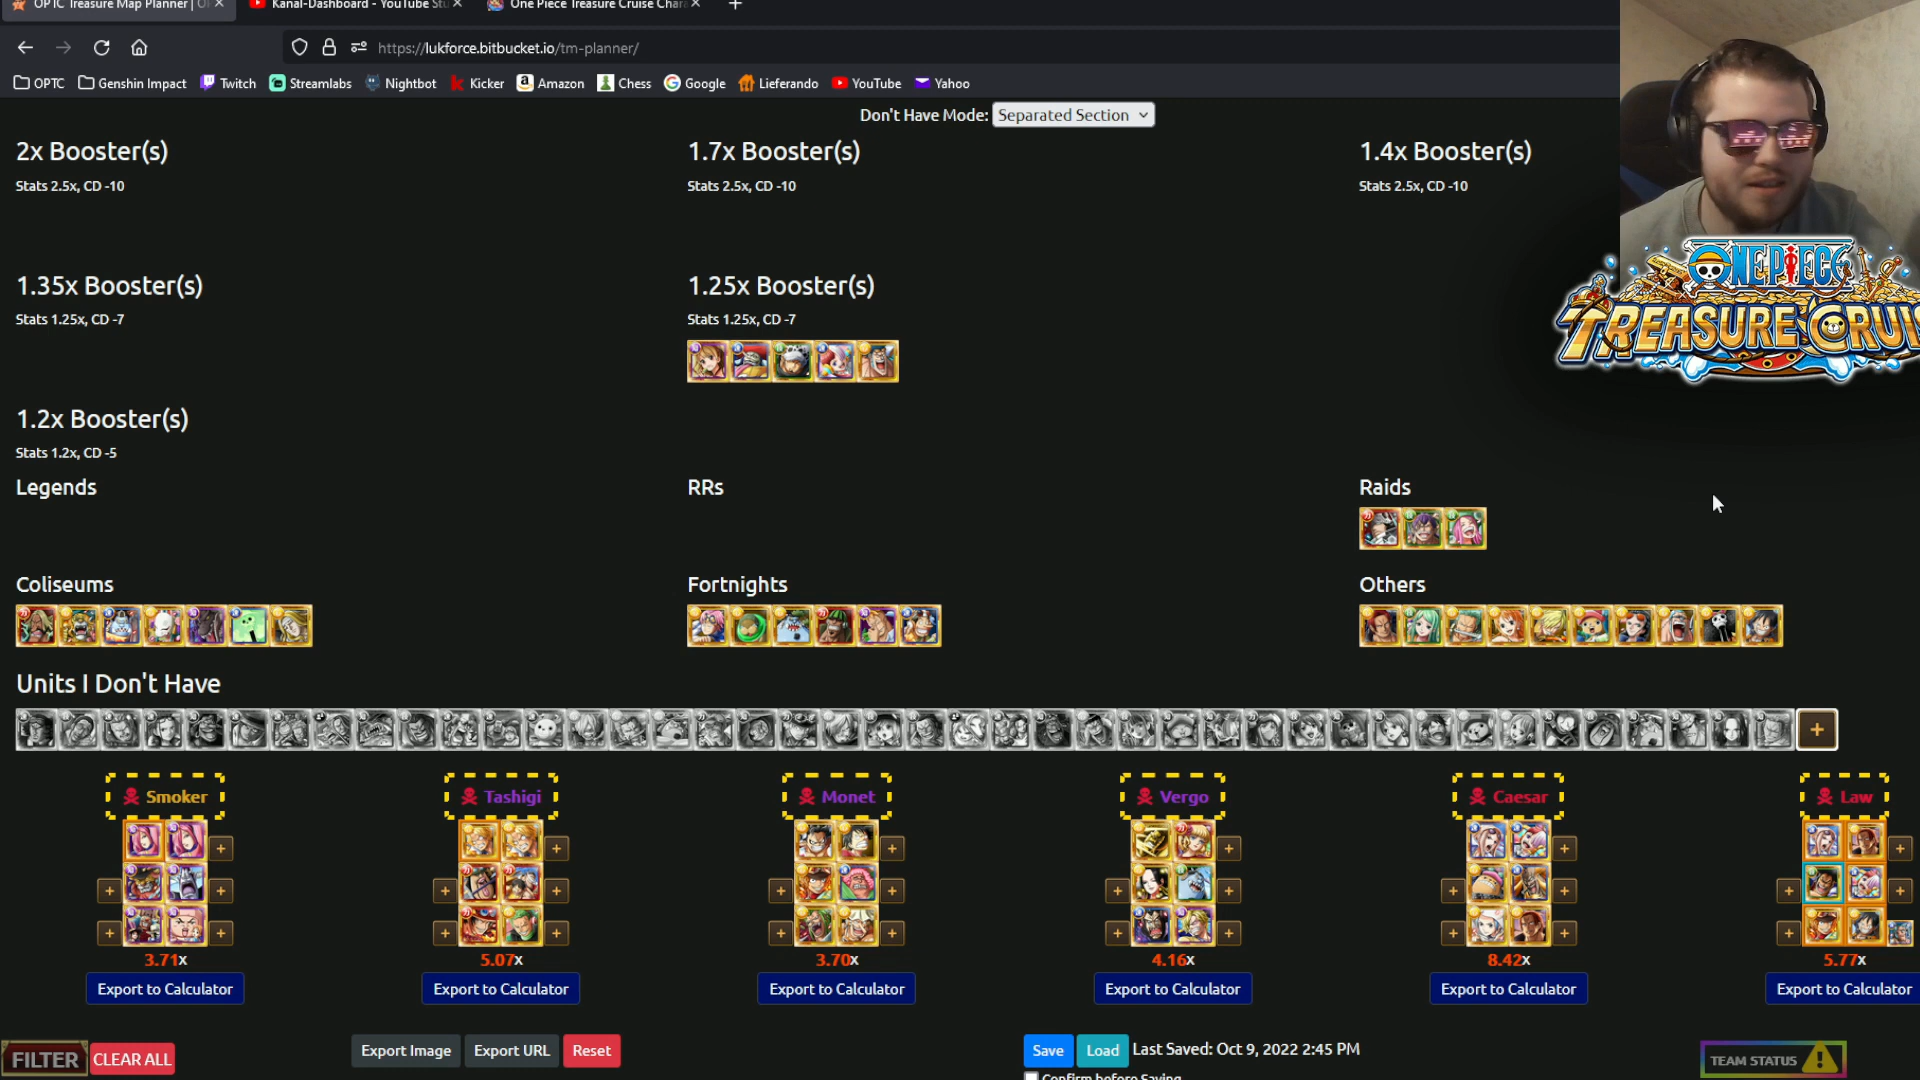 OPTC Treasure Map Planner | O
Kanal-Dashboard - YouTube Stu
One Piece Treasure Cruise Chara
https://lukforce.bitbucket.io/tm-planner/
OPTC
Genshin Impact
Twitch
Streamlabs
Nightbot
Kicker
Amazon
Chess
Google
Lieferando
YouTube
Yahoo
Don't Have Mode: Separated Section
2x Booster(s)
Stats 2.5x, CD -10
1.7x Booster(s)
Stats 2.5x, CD -10
1.4x Booster(s)
Stats 2.5x, CD -10
ONE PIECE
TREASURE CRUIS
1.35x Booster(s)
Stats 1.25x, CD -7
1.25x Booster(s)
Stats 1.25x, CD -7
1.2x Booster(s)
Stats 1.2x, CD -5
Legends
RRs
Raids
Coliseums
Fortnights
Others
Units I Don't Have
Smoker
Tashigi
Monet
Vergo
Caesar
Law
3.71x
5.07x
3.70x
4.16x
8.42x
5.77x
Export to Calculator
Export to Calculator
Export to Calculator
Export to Calculator
Export to Calculator
Export to Calculator
FILTER
CLEAR ALL
Export Image
Export URL
Reset
Save
Load
Last Saved: Oct 9, 2022 2:45 PM
Confirm before Saving
TEAM STATUS